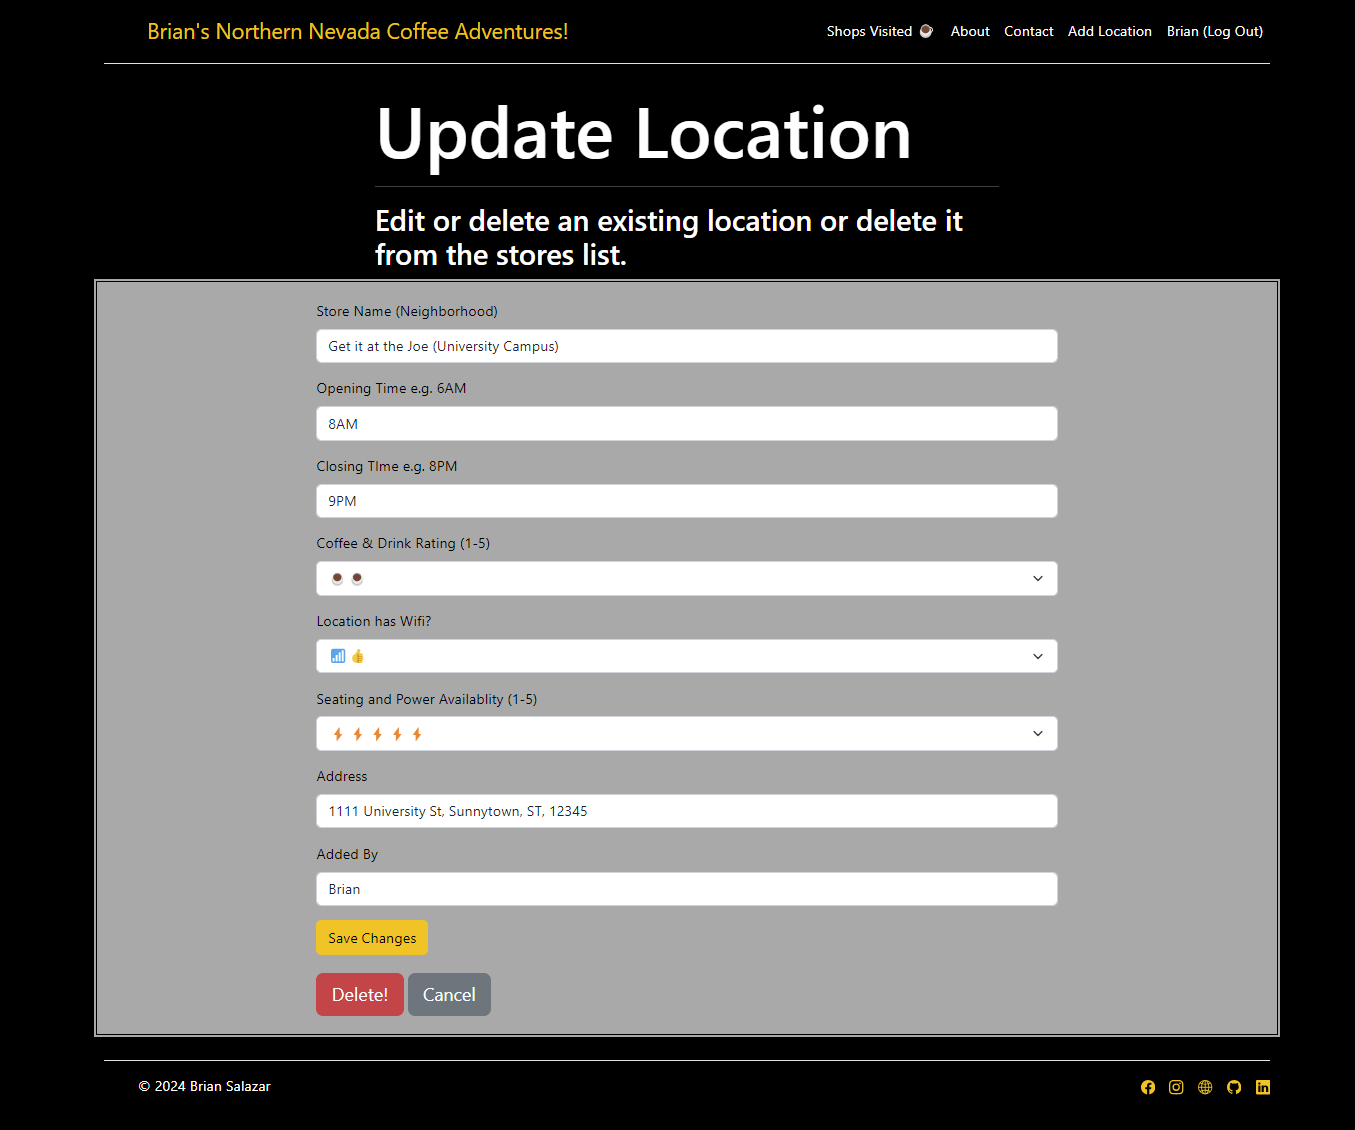 Brian's Northern Nevada Coffee Adventures!
Shops Visited ☕ About Contact Add Location Brian (Log Out)
Update Location
Edit or delete an existing location or delete it
from the stores list.
Store Name (Neighborhood)
Get it at the Joe (University Campus)
Opening Time e.g. 6AM
8AM
Closing TIme e.g. 8PM
9PM
Coffee & Drink Rating (1-5)
☕ ☕
Location has Wifi?
📶 👍
Seating and Power Availablity (1-5)
⚡ ⚡ ⚡ ⚡ ⚡
Address
1111 University St, Sunnytown, ST, 12345
Added By
Brian
Save Changes
Delete! Cancel
© 2024 Brian Salazar